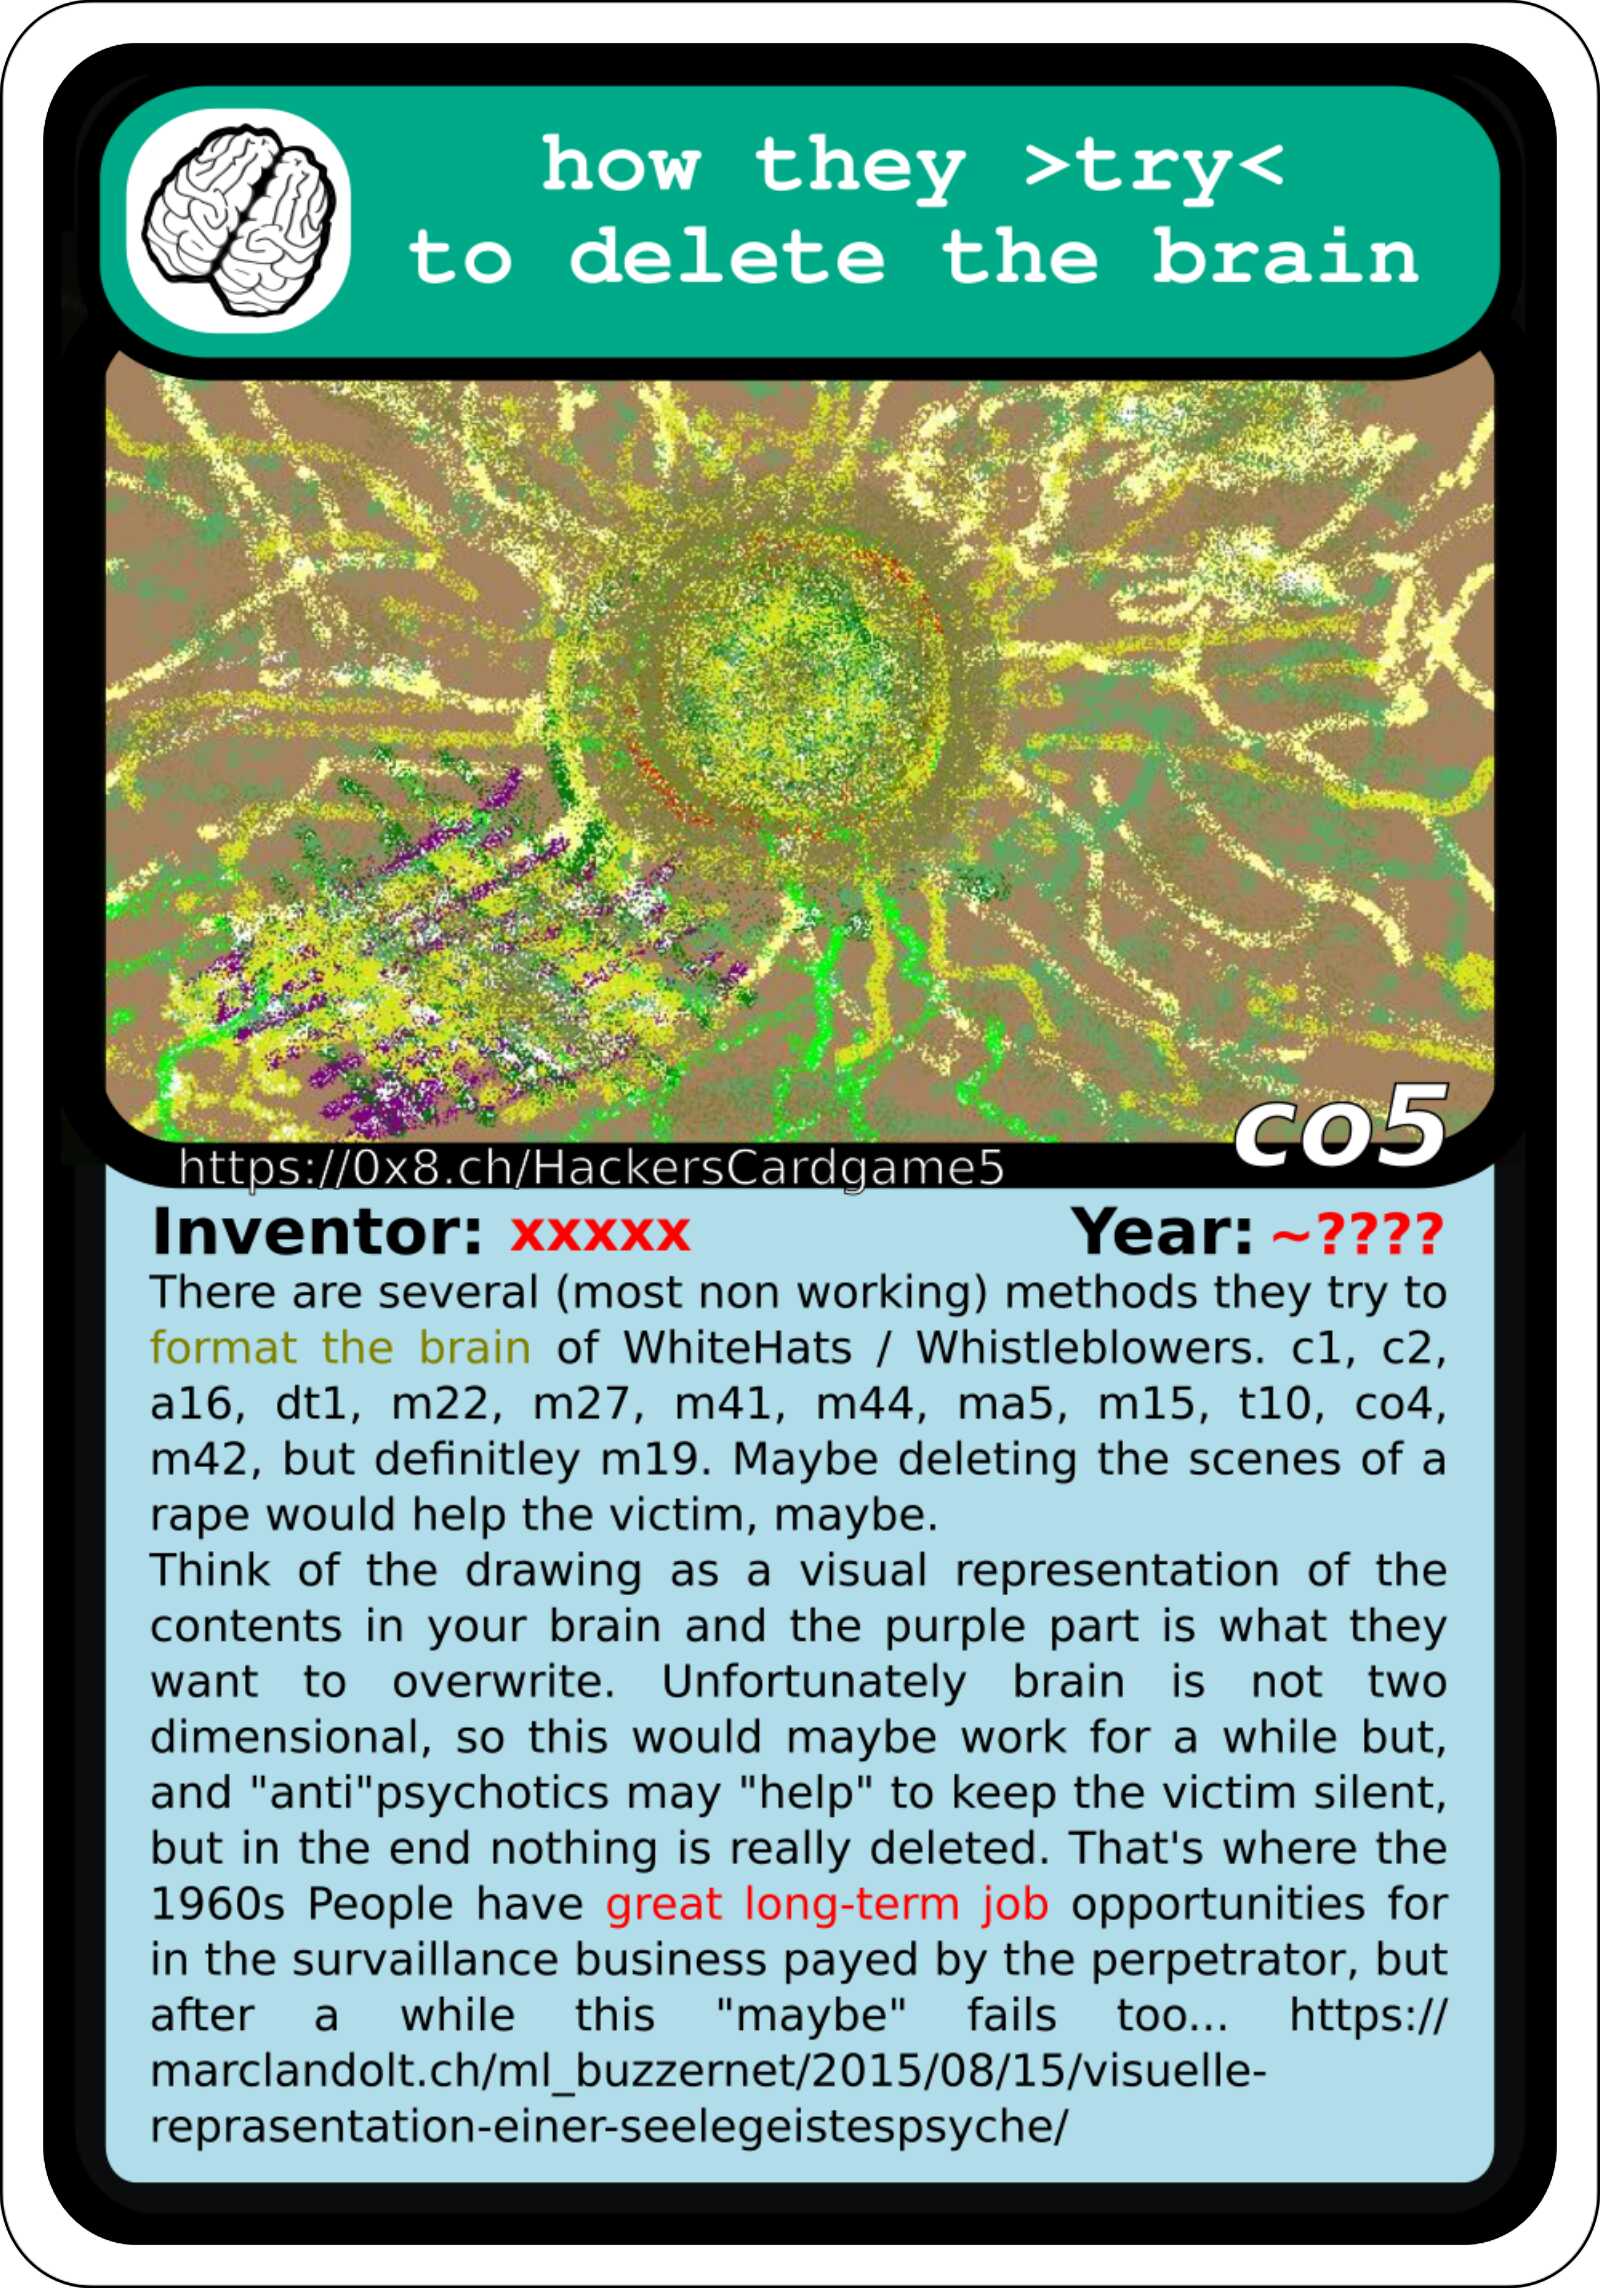 how they >try<
to delete the brain
co5
https://0x8.ch/HackersCardgame5
Inventor: xxxxx Year: ~????
There are several (most non working) methods they try to
format the brain of WhiteHats / Whistleblowers. c1, c2,
a16, dt1, m22, m27, m41, m44, ma5, m15, t10, co4,
m42, but definitley m19. Maybe deleting the scenes of a
rape would help the victim, maybe.
Think of the drawing as a visual representation of the
contents in your brain and the purple part is what they
want to overwrite. Unfortunately brain is not two
dimensional, so this would maybe work for a while but,
and "anti"psychotics may "help" to keep the victim silent,
but in the end nothing is really deleted. That's where the
1960s People have great long-term job opportunities for
in the survaillance business payed by the perpetrator, but
after a while this "maybe" fails too... https://
marclandolt.ch/ml_buzzernet/2015/08/15/visuelle-
reprasentation-einer-seelegeistespsyche/